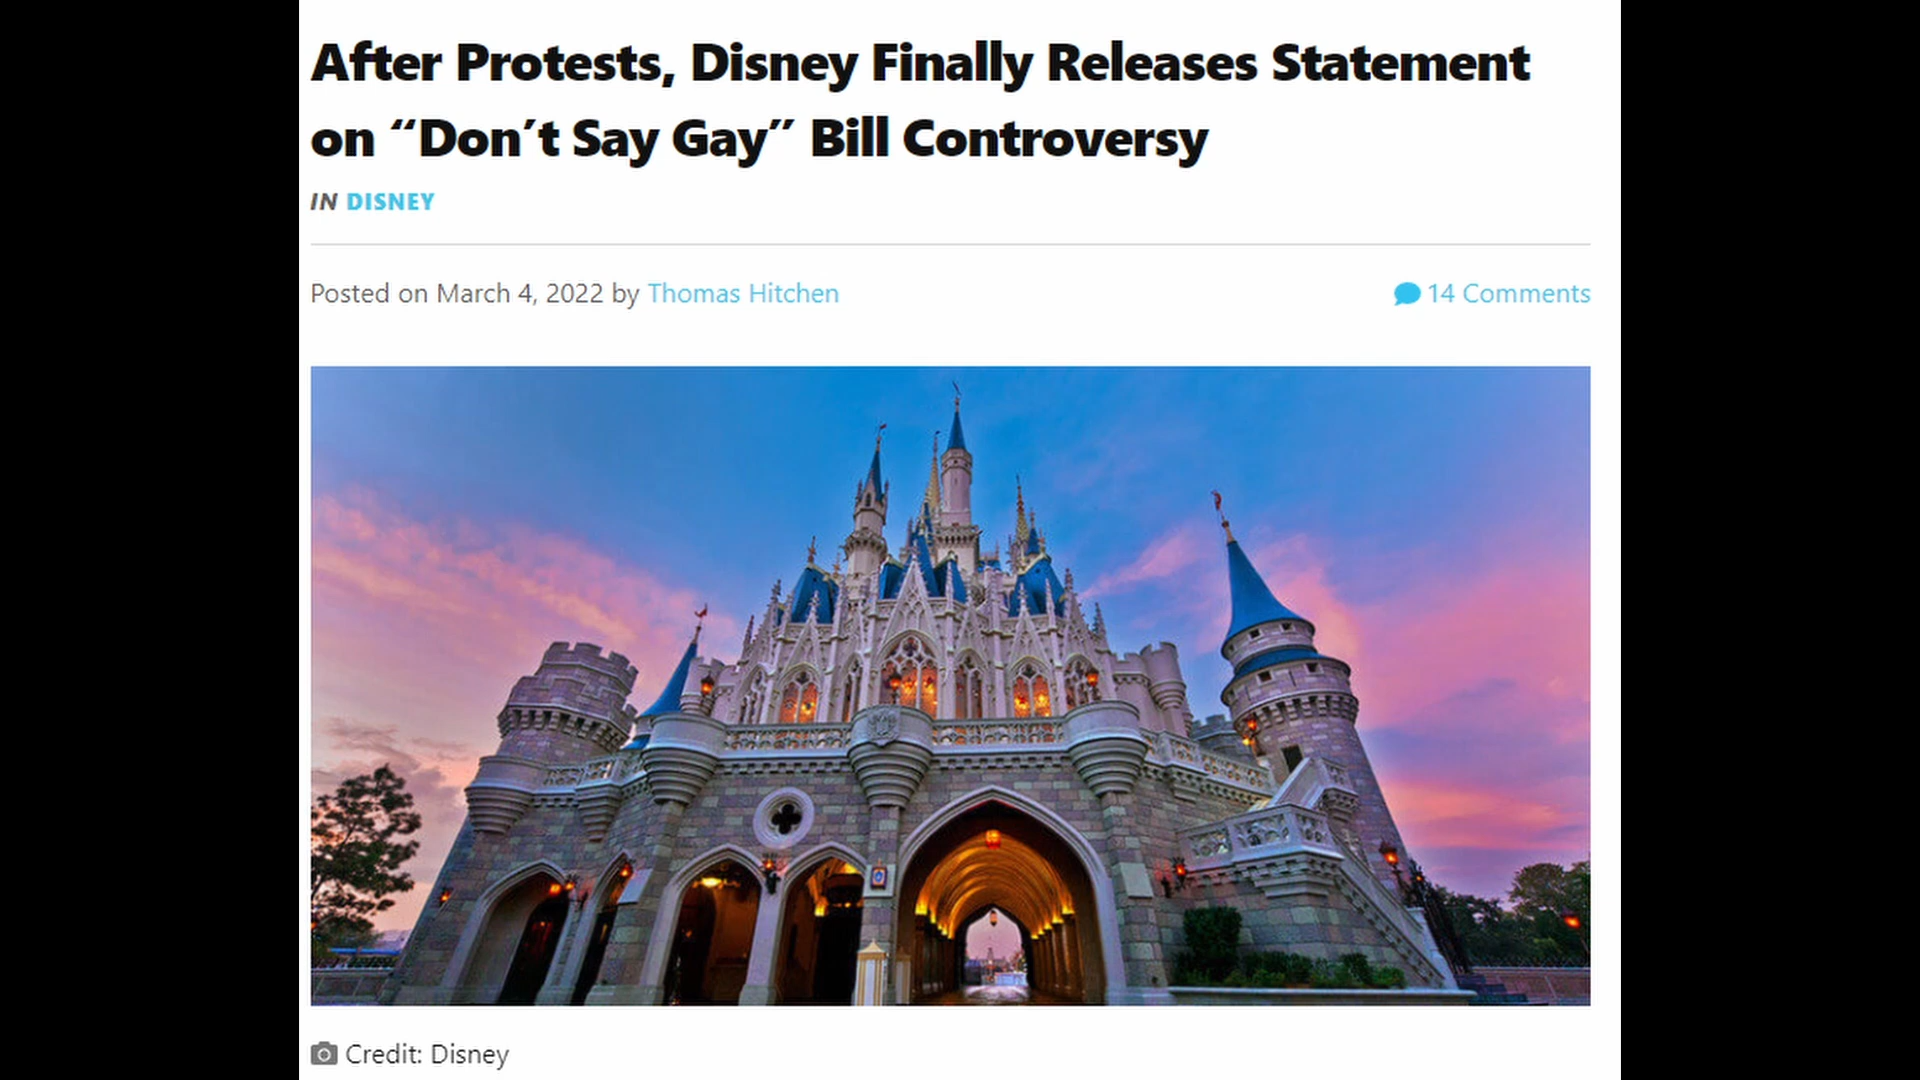 After Protests, Disney Finally Releases Statement
on “Don’t Say Gay” Bill Controversy
IN DISNEY
Posted on March 4, 2022 by Thomas Hitchen
14 Comments
Credit: Disney